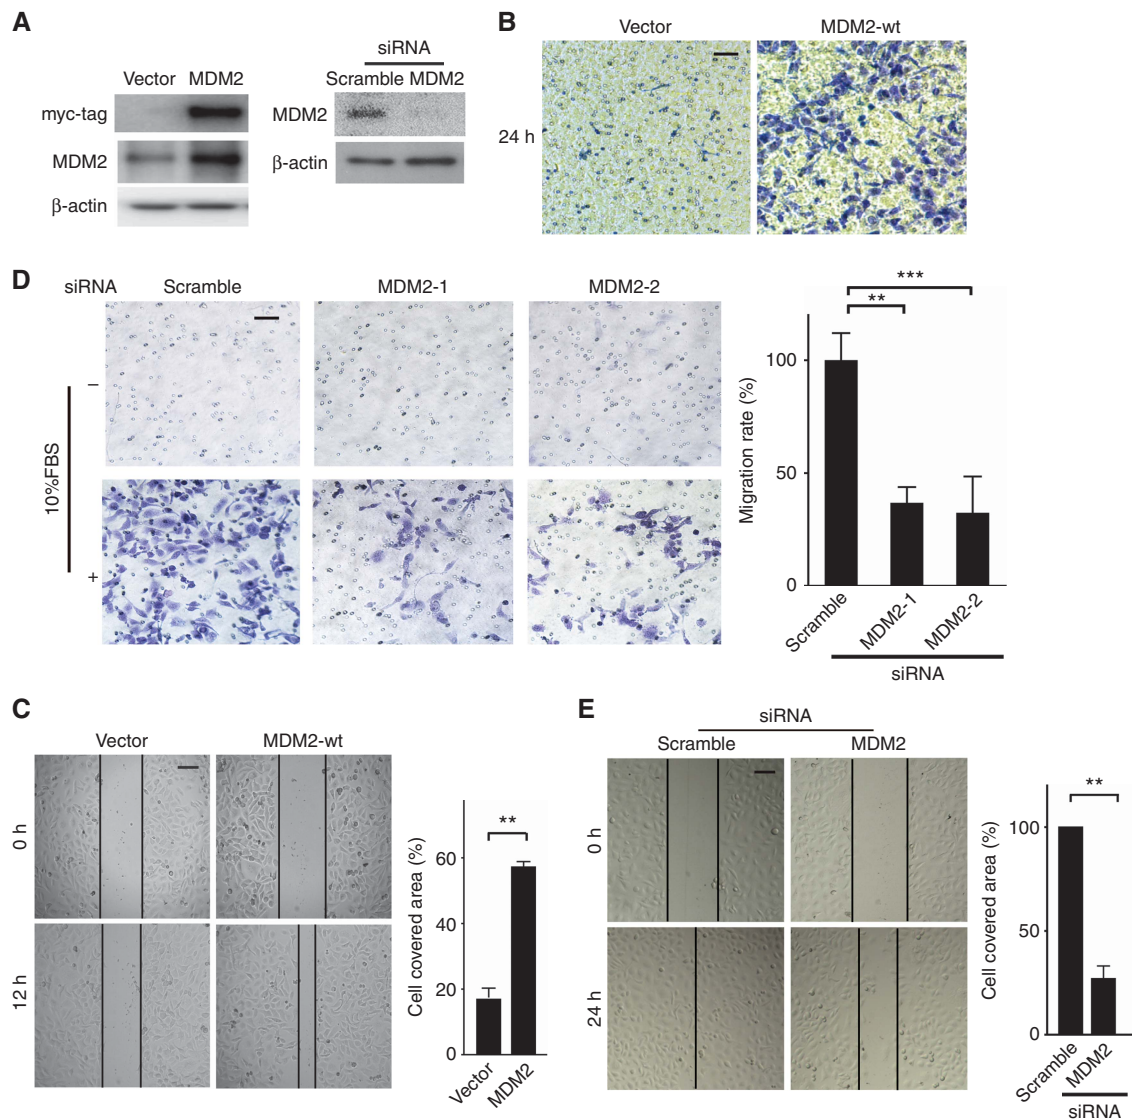 A
siRNA
Vector MDM2
Scramble MDM2
myc-tag
MDM2
β-actin
MDM2
β-actin
B
Vector
MDM2-wt
24 h
D
siRNA
Scramble
MDM2-1
MDM2-2
10%FBS
–
+
Migration rate (%)
100
50
0
**
***
Scramble
MDM2-1
MDM2-2
siRNA
C
Vector
MDM2-wt
0 h
12 h
Cell covered area (%)
60
40
20
0
**
Vector
MDM2
E
siRNA
Scramble
MDM2
0 h
24 h
Cell covered area (%)
100
50
0
**
Scramble
MDM2
siRNA